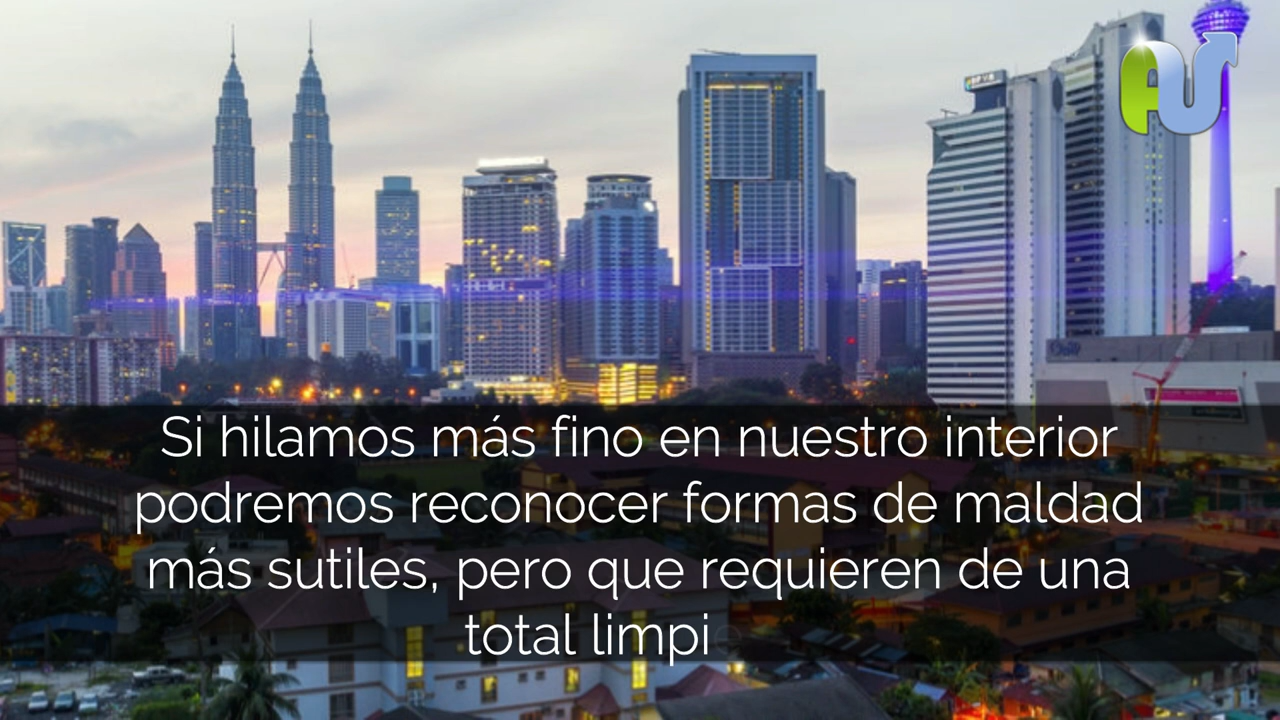 Si hilamos más fino en nuestro interior
podremos reconocer formas de maldad
más sutiles, pero que requieren de una
total limpie